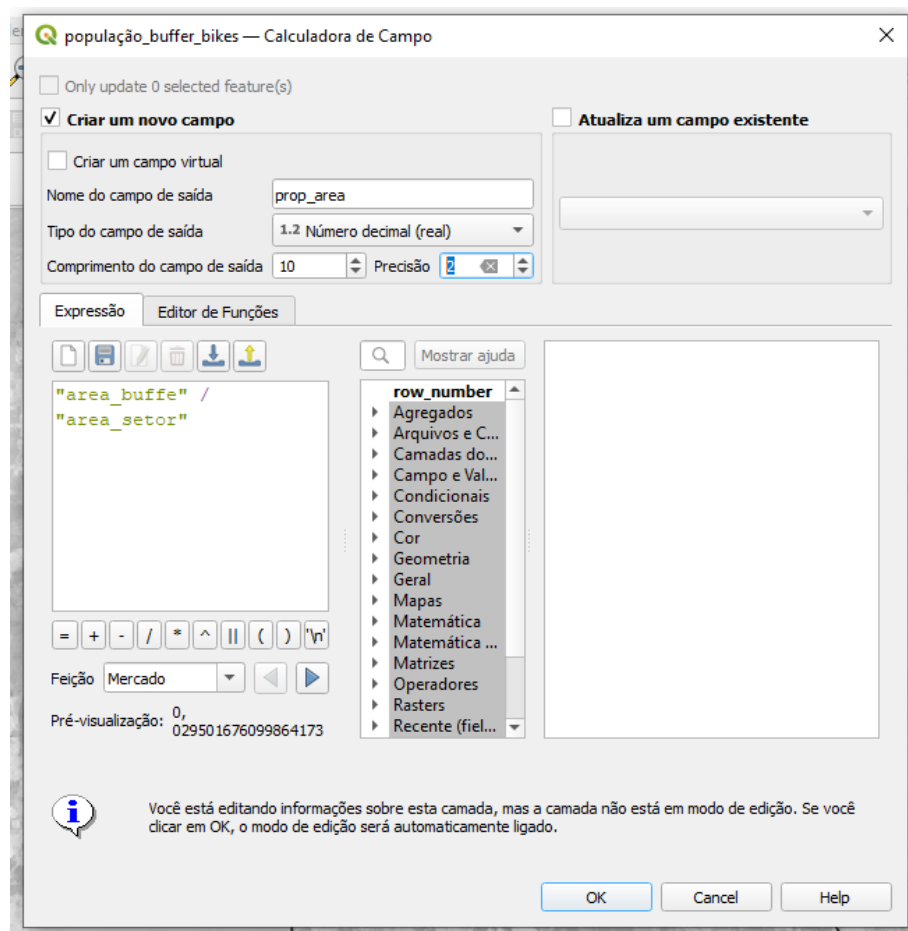 população_buffer_bikes — Calculadora de Campo
Only update 0 selected feature(s)
Criar um novo campo
Atualiza um campo existente
Criar um campo virtual
Nome do campo de saída
prop_area
Tipo do campo de saída
1.2 Número decimal (real)
Comprimento do campo de saída
10
Precisão
2
Expressão
Editor de Funções
Mostrar ajuda
"area_buffe" /
"area_setor"
row_number
Agregados
Arquivos e C...
Camadas do...
Campo e Val...
Condicionais
Conversões
Cor
Geometria
Geral
Mapas
Matemática
Matemática ...
Matrizes
Operadores
Rasters
Recente (fiel...
= + - / * ^ || ( ) '\n'
Feição
Mercado
Pré-visualização:
0,
029501676099864173
Você está editando informações sobre esta camada, mas a camada não está em modo de edição. Se você
clicar em OK, o modo de edição será automaticamente ligado.
OK
Cancel
Help